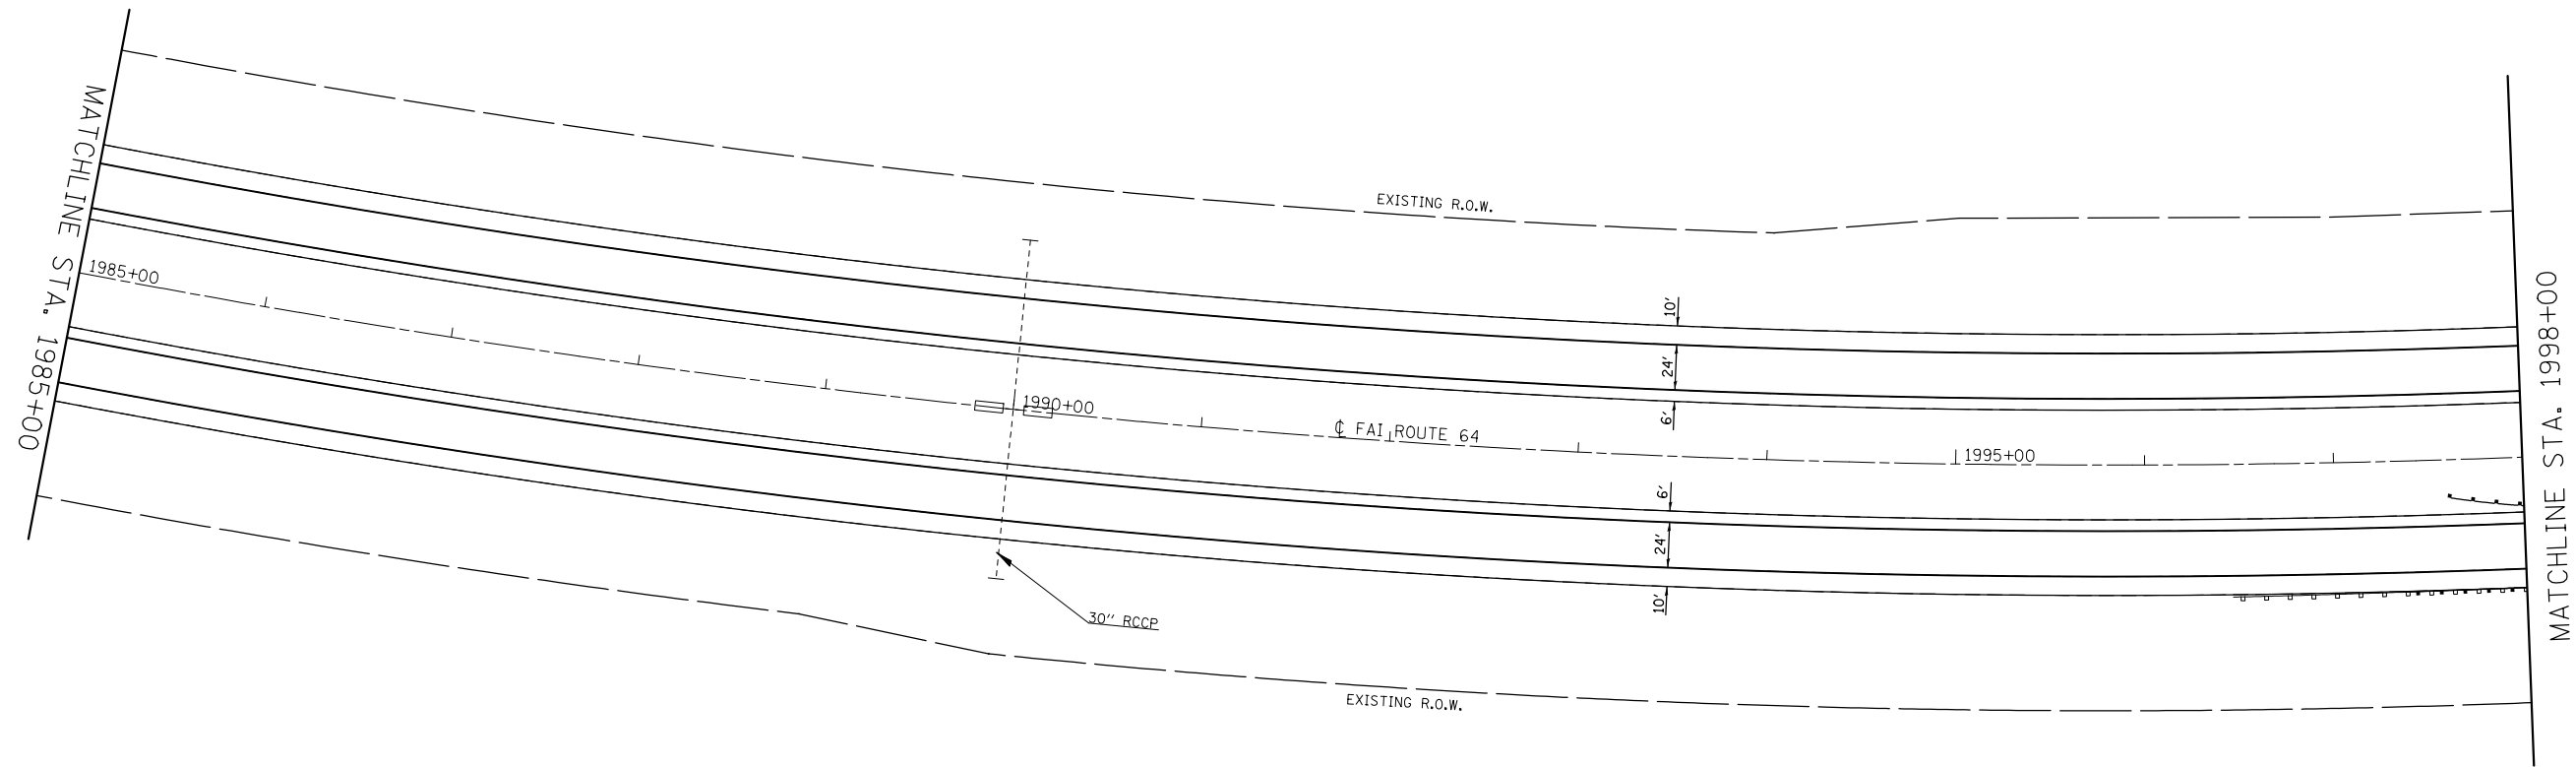 MATCHLINE STA. 1985+00
EXISTING R.O.W.
1985+00
10'
24'
6'
1990+00
℄ FAI ROUTE 64
1995+00
6'
24'
10'
30" RCCP
EXISTING R.O.W.
MATCHLINE STA. 1998+00